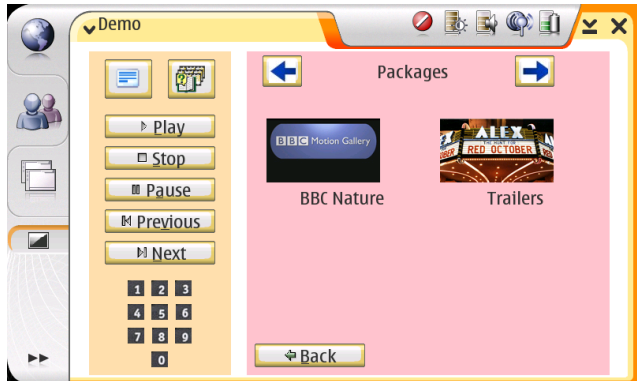 Demo
Packages
Play
Stop
Pause
Previous
Next
1 2 3
4 5 6
7 8 9
0
BBC Motion Gallery
ALEX
THE HUNT FOR
RED OCTOBER
BBC Nature
Trailers
Back